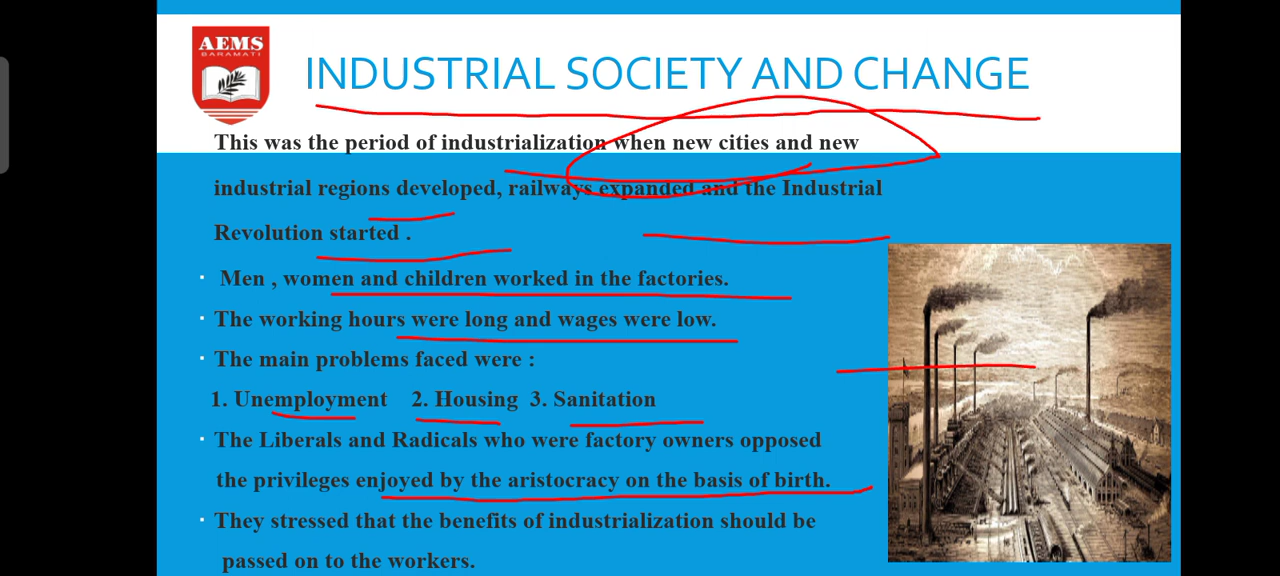 AEMS
BARAMATI
INDUSTRIAL SOCIETY AND CHANGE
This was the period of industrialization when new cities and new
industrial regions developed, railways expanded and the Industrial
Revolution started .
▪ Men , women and children worked in the factories.
▪ The working hours were long and wages were low.
▪ The main problems faced were :
1. Unemployment 2. Housing 3. Sanitation
▪ The Liberals and Radicals who were factory owners opposed
the privileges enjoyed by the aristocracy on the basis of birth.
▪ They stressed that the benefits of industrialization should be
passed on to the workers.